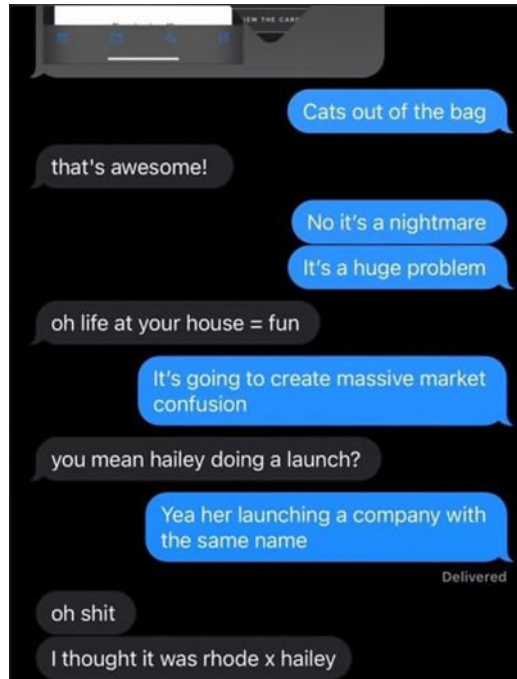 Cats out of the bag
that's awesome!
No it's a nightmare
It's a huge problem
oh life at your house = fun
It's going to create massive market
confusion
you mean hailey doing a launch?
Yea her launching a company with
the same name
Delivered
oh shit
I thought it was rhode x hailey